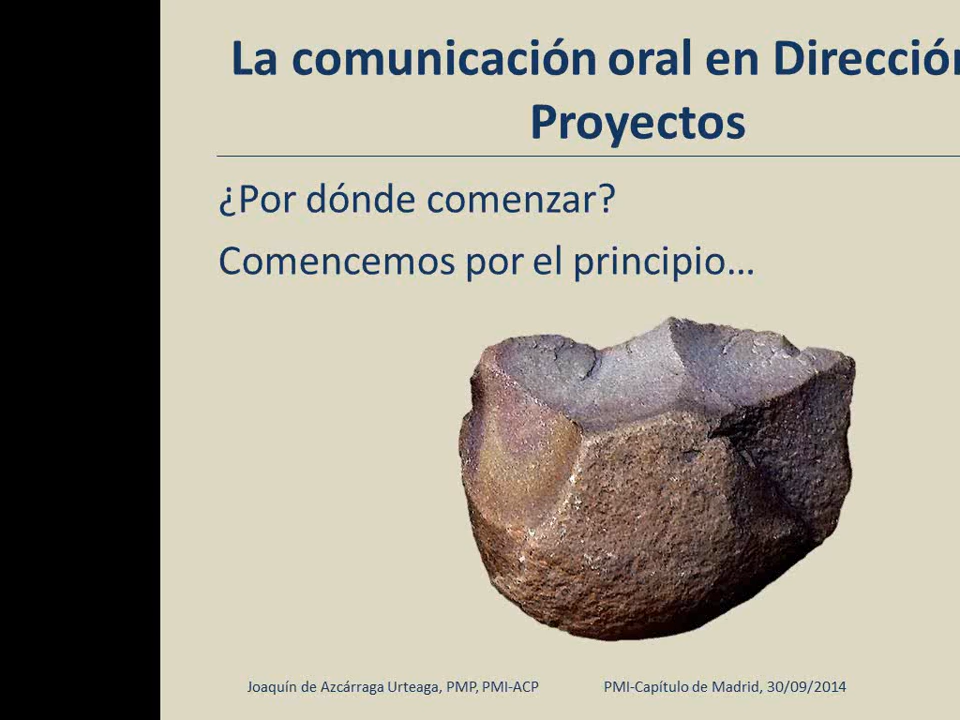 La comunicación oral en Dirección
Proyectos
¿Por dónde comenzar?
Comencemos por el principio…
Joaquín de Azcárraga Urteaga, PMP, PMI-ACP PMI-Capítulo de Madrid, 30/09/2014